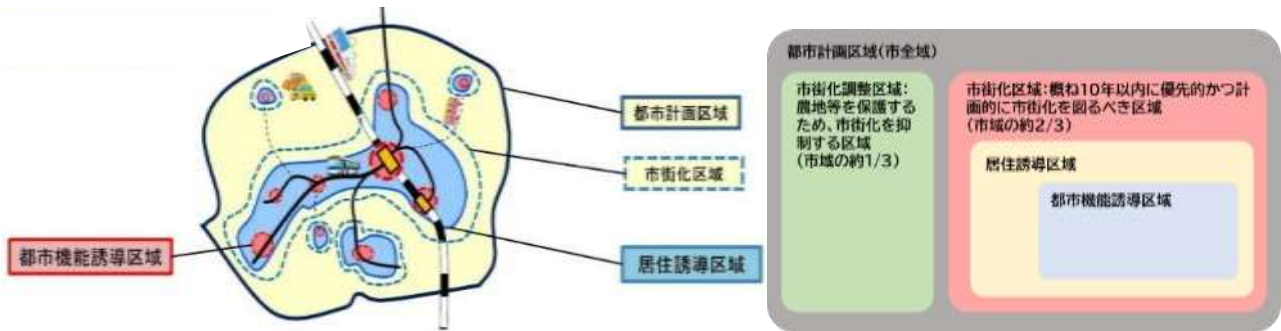 都市計画区域
市街化区域
都市機能誘導区域
居住誘導区域
都市計画区域(市全域)
市街化調整区域:
農地等を保護する
ため、市街化を抑
制する区域
(市域の約1/3)
市街化区域:概ね10年以内に優先的かつ計
画的に市街化を図るべき区域
(市域の約2/3)
居住誘導区域
都市機能誘導区域